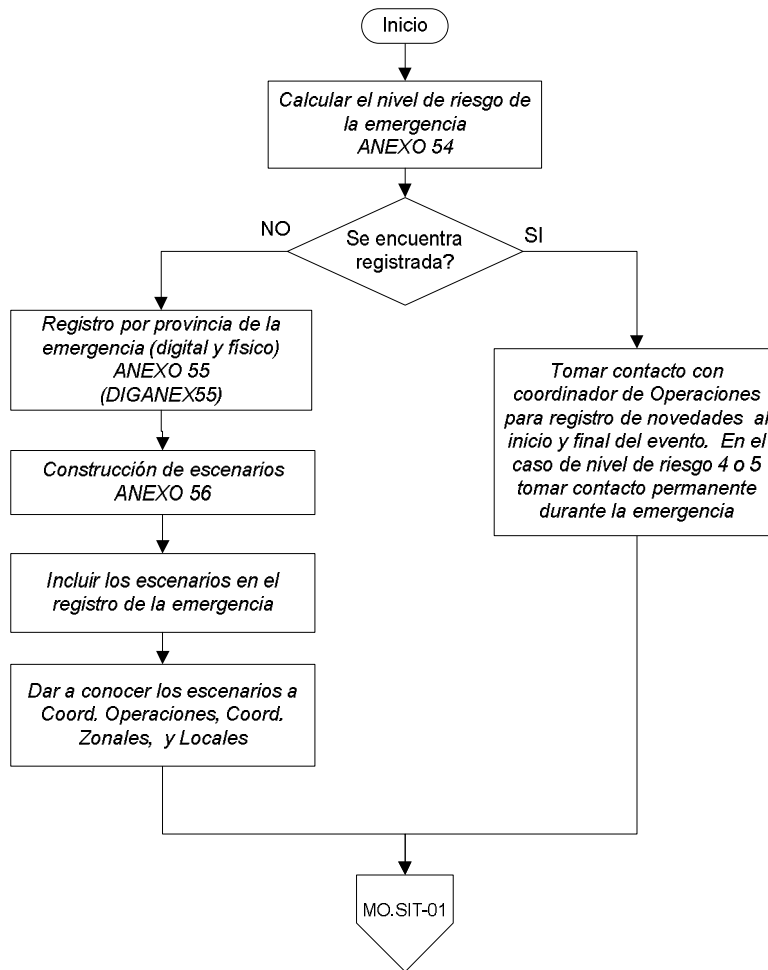 Inicio
Calcular el nivel de riesgo de
la emergencia
ANEXO 54
Se encuentra
registrada?
NO
SI
Registro por provincia de la
emergencia (digital y físico)
ANEXO 55
(DIGANEX55)
Construcción de escenarios
ANEXO 56
Incluir los escenarios en el
registro de la emergencia
Dar a conocer los escenarios a
Coord. Operaciones, Coord.
Zonales, y Locales
Tomar contacto con
coordinador de Operaciones
para registro de novedades al
inicio y final del evento. En el
caso de nivel de riesgo 4 o 5
tomar contacto permanente
durante la emergencia
MO.SIT-01